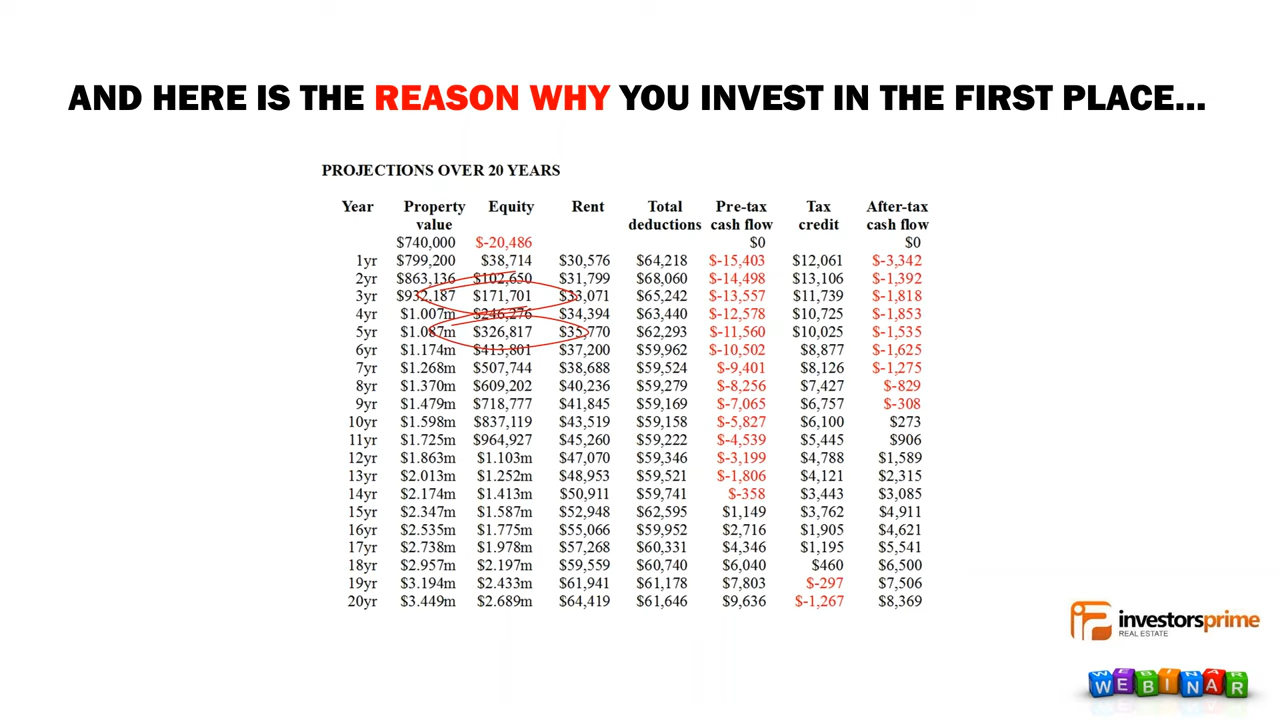 AND HERE IS THE REASON WHY YOU INVEST IN THE FIRST PLACE...
PROJECTIONS OVER 20 YEARS
Year Property Equity Rent Total Pre-tax Tax After-tax
value deductions cash flow credit cash flow
$740,000 $-20,486 $0 $0
1yr $799,200 $38,714 $30,576 $64,218 $-15,403 $12,061 $-3,342
2yr $863,136 $102,650 $31,799 $68,060 $-14,498 $13,106 $-1,392
3yr $932,187 $171,701 $33,071 $65,242 $-13,557 $11,739 $-1,818
4yr $1.007m $246,276 $34,394 $63,440 $-12,578 $10,725 $-1,853
5yr $1.087m $326,817 $35,770 $62,293 $-11,560 $10,025 $-1,535
6yr $1.174m $413,801 $37,200 $59,962 $-10,502 $8,877 $-1,625
7yr $1.268m $507,744 $38,688 $59,524 $-9,401 $8,126 $-1,275
8yr $1.370m $609,202 $40,236 $59,279 $-8,256 $7,427 $-829
9yr $1.479m $718,777 $41,845 $59,169 $-7,065 $6,757 $-308
10yr $1.598m $837,119 $43,519 $59,158 $-5,827 $6,100 $273
11yr $1.725m $964,927 $45,260 $59,222 $-4,539 $5,445 $906
12yr $1.863m $1.103m $47,070 $59,346 $-3,199 $4,788 $1,589
13yr $2.013m $1.252m $48,953 $59,521 $-1,806 $4,121 $2,315
14yr $2.174m $1.413m $50,911 $59,741 $-358 $3,443 $3,085
15yr $2.347m $1.587m $52,948 $62,595 $1,149 $3,762 $4,911
16yr $2.535m $1.775m $55,066 $59,952 $2,716 $1,905 $4,621
17yr $2.738m $1.978m $57,268 $60,331 $4,346 $1,195 $5,541
18yr $2.957m $2.197m $59,559 $60,740 $6,040 $460 $6,500
19yr $3.194m $2.433m $61,941 $61,178 $7,803 $-297 $7,506
20yr $3.449m $2.689m $64,419 $61,646 $9,636 $-1,267 $8,369
investorsprime
REAL ESTATE
WEBINAR